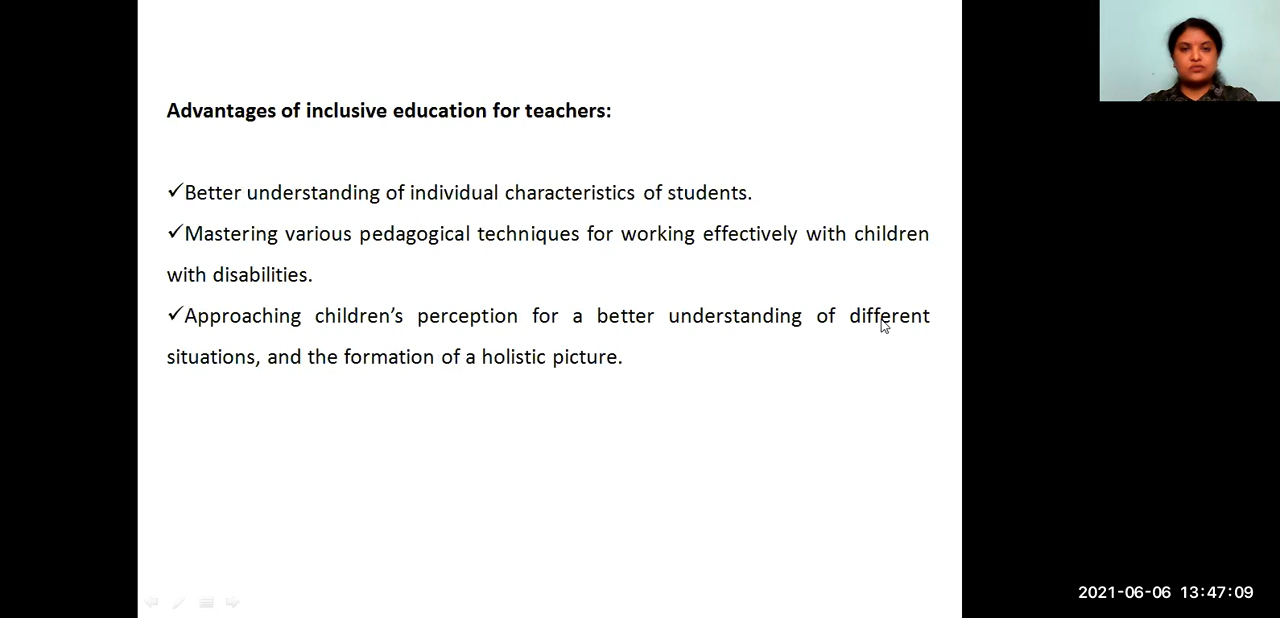 Advantages of inclusive education for teachers:
✓Better understanding of individual characteristics of students.
✓Mastering various pedagogical techniques for working effectively with children
with disabilities.
✓Approaching children’s perception for a better understanding of different
situations, and the formation of a holistic picture.
2021-06-06 13:47:09